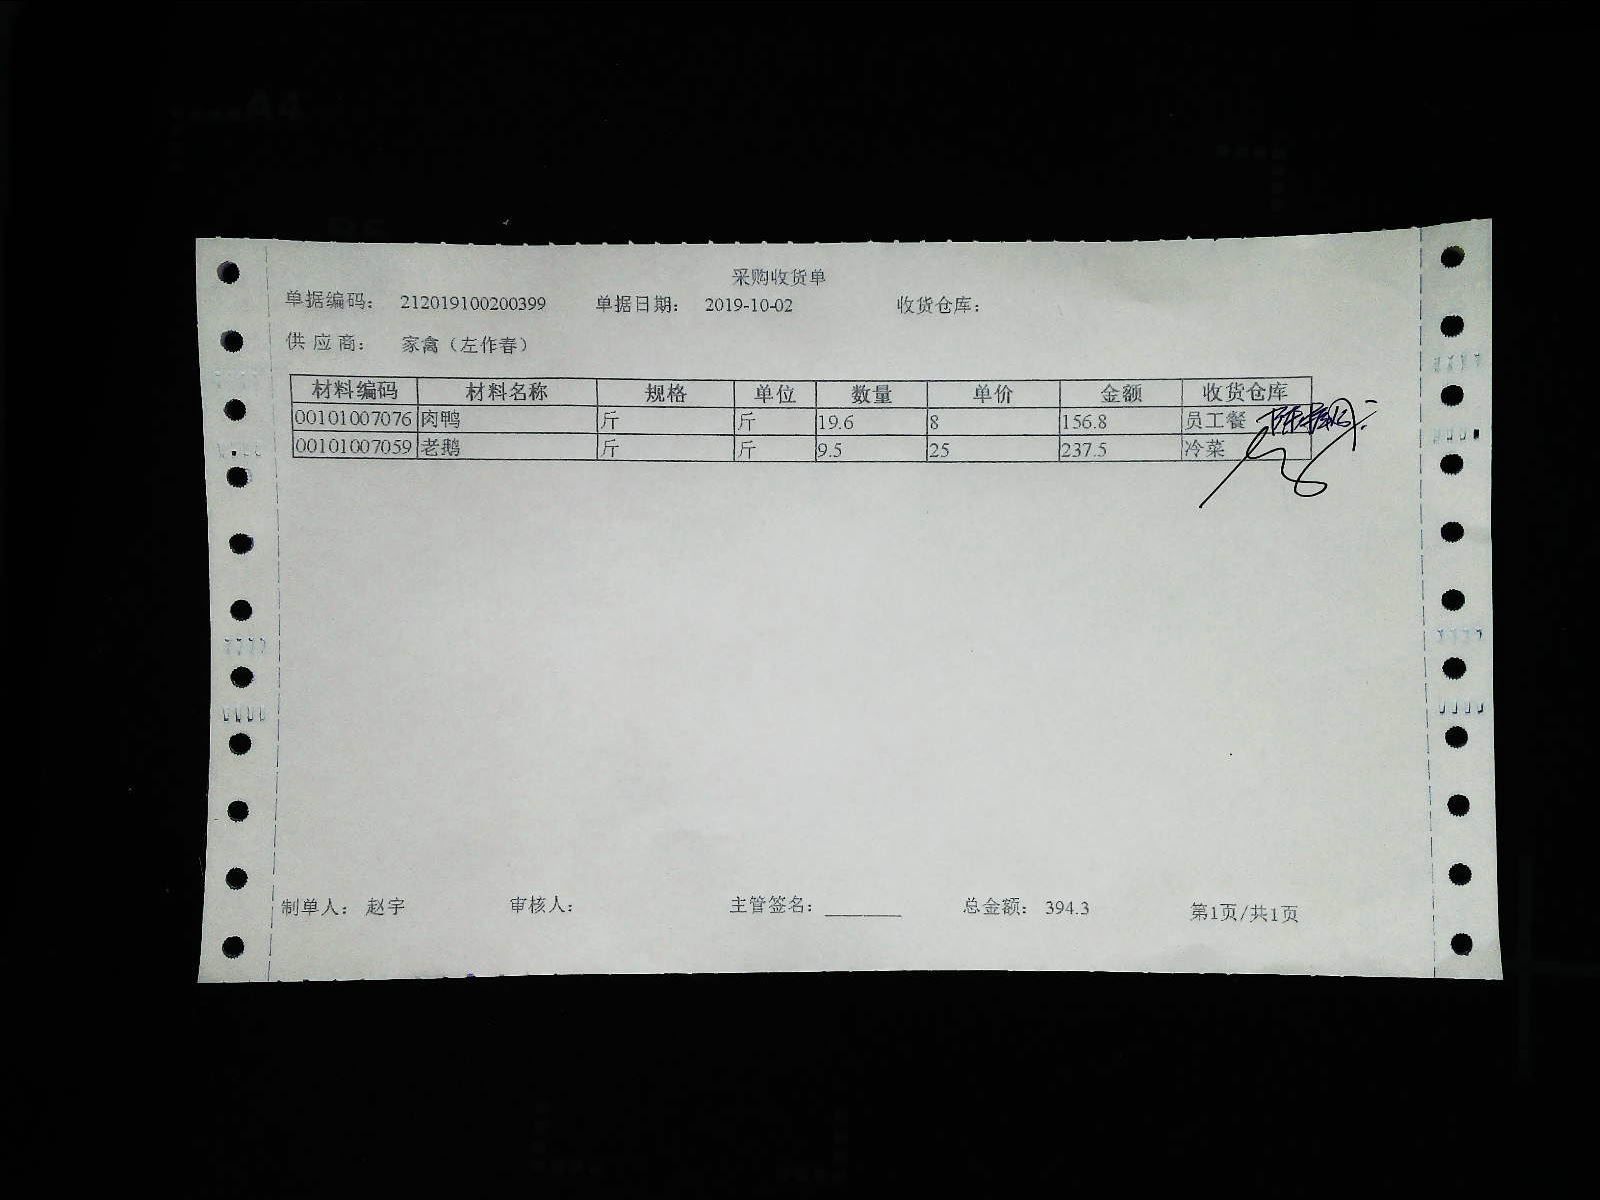 采购收货单
单据编码： 212019100200399 单据日期： 2019-10-02 收货仓库：
供应商： 家禽（左作春）
材料编码 材料名称 规格 单位 数量 单价 金额 收货仓库
00101007076 肉鸭 斤 斤 19.6 8 156.8 员工餐
00101007059 老鹅 斤 斤 9.5 25 237.5 冷菜
制单人： 赵宇 审核人： 主管签名：________ 总金额： 394.3 第1页/共1页